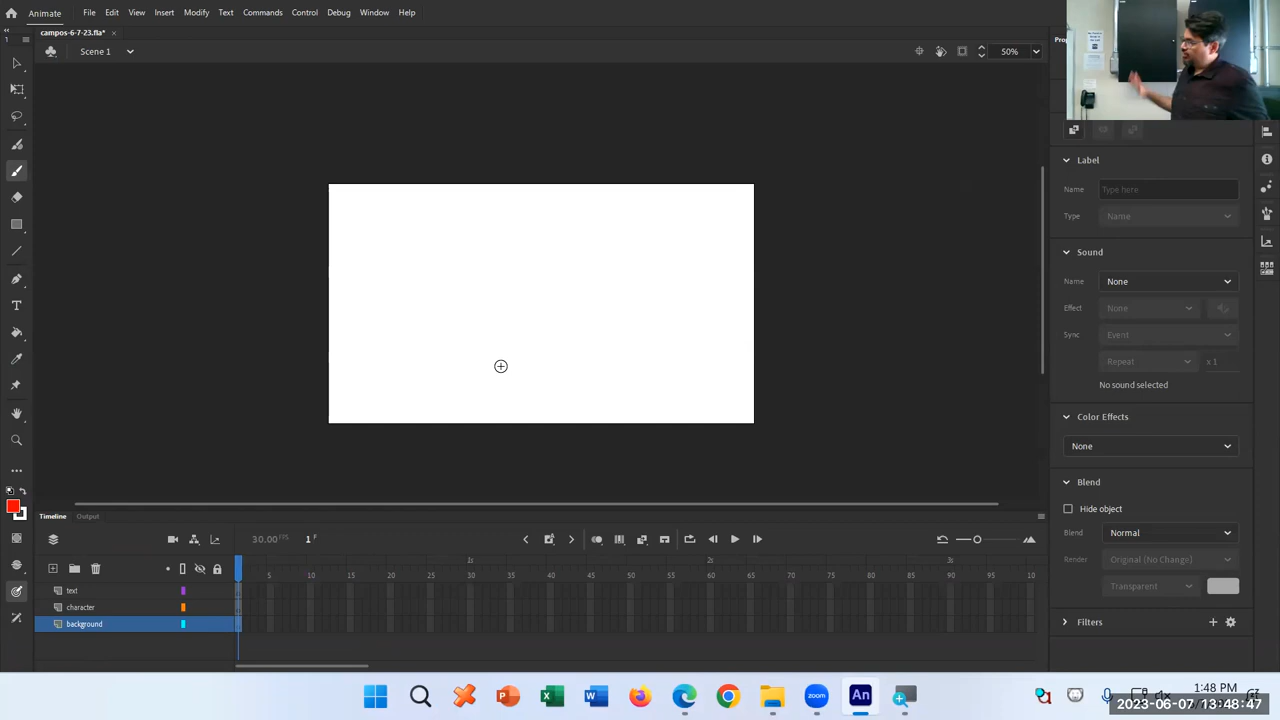 Animate File Edit View Insert Modify Text Commands Control Debug Window Help
campos-6-7-23.fla* ×
Scene 1 50%
Label
Name Type here
Type Name
Sound
Name None
Effect None
Sync Event
Repeat x 1
No sound selected
Color Effects
None
Blend
Hide object
Blend Normal
Render Original (No Change)
Transparent
Filters
Timeline Output
30.00 FPS 1 F
1s 2s 3s
5 10 15 20 25 30 35 40 45 50 55 60 65 70 75 80 85 90 95 10
text
character
background
1:48 PM
2023-06-07 13:48:47